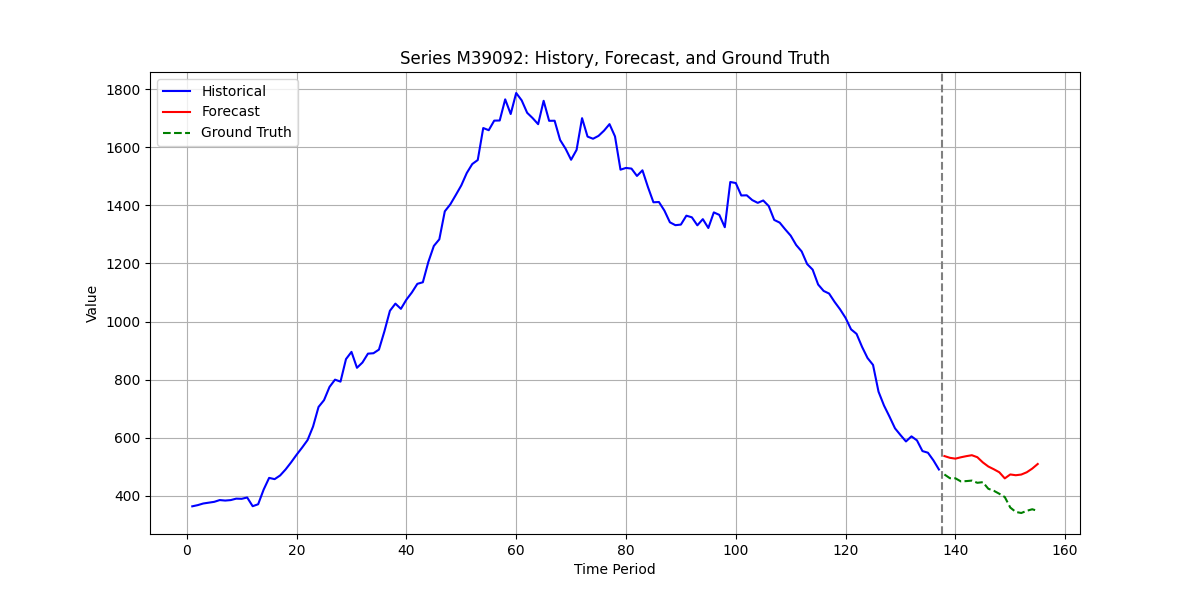 Series M39092: History, Forecast, and Ground Truth
Historical
Forecast
Ground Truth
Value
1800
1600
1400
1200
1000
800
600
400
0 20 40 60 80 100 120 140 160
Time Period